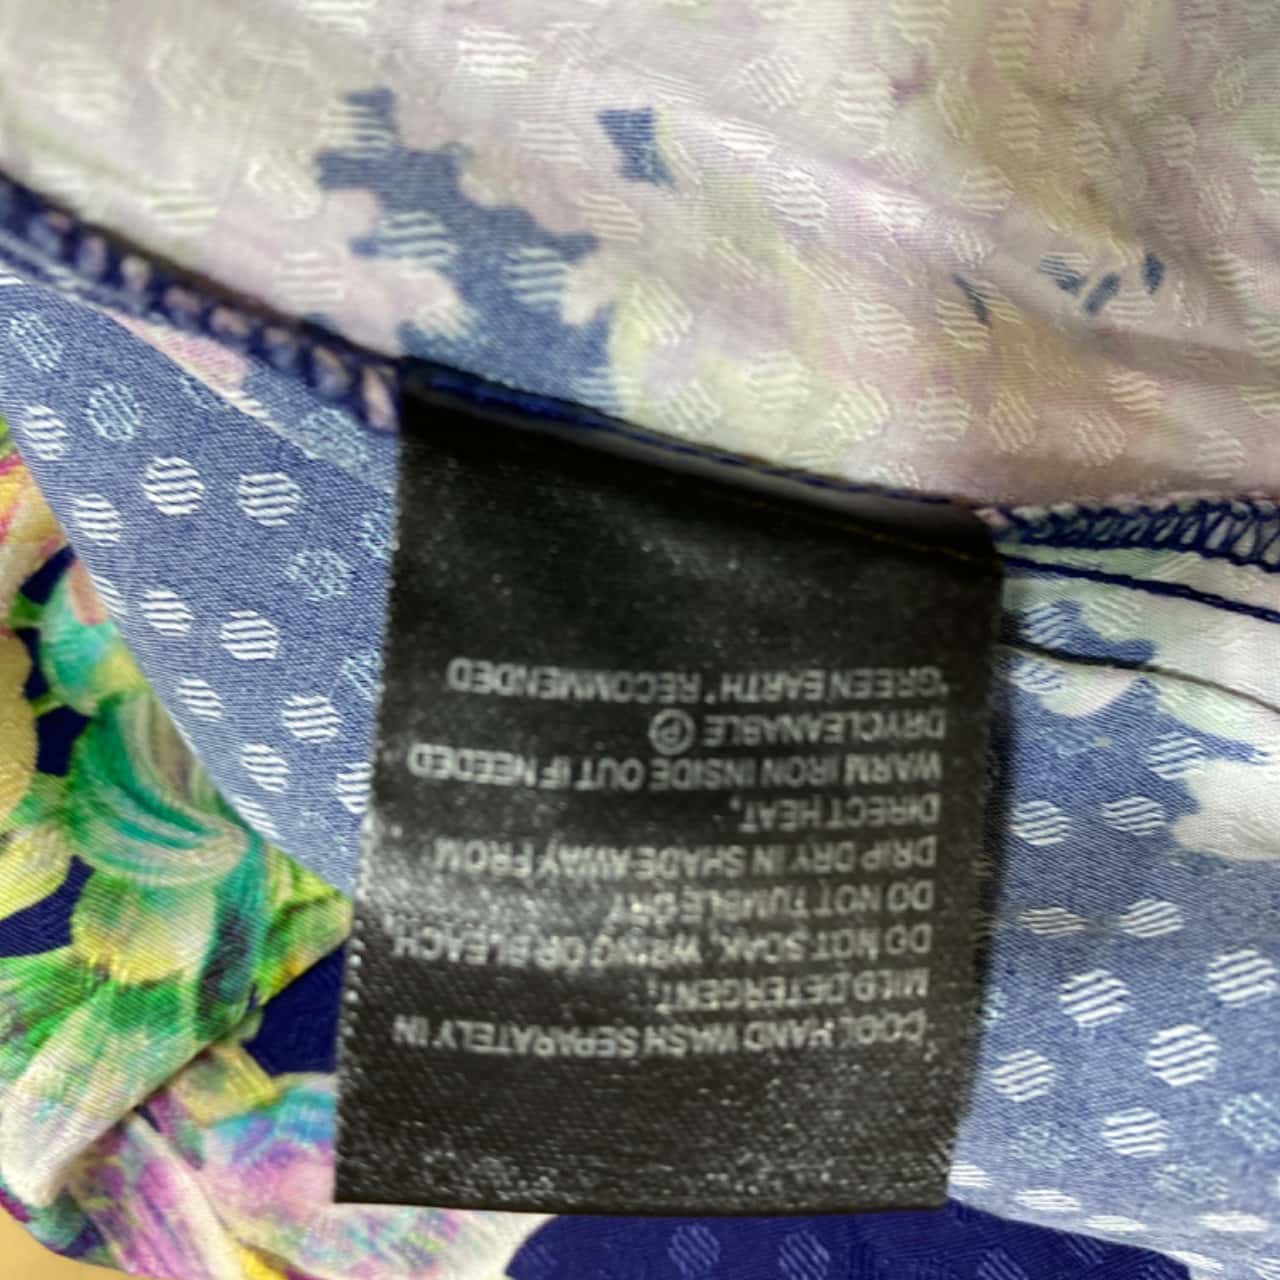 COOL HAND WASH SEPARATELY IN
MILD DETERGENT,
DO NOT SOAK, WRING OR BLEACH
DO NOT TUMBLE DRY
DRIP DRY IN SHADE AWAY FROM
DIRECT HEAT,
WARM IRON INSIDE OUT IF NEEDED
DRYCLEANABLE Ⓟ
'GREEN EARTH' RECOMMENDED